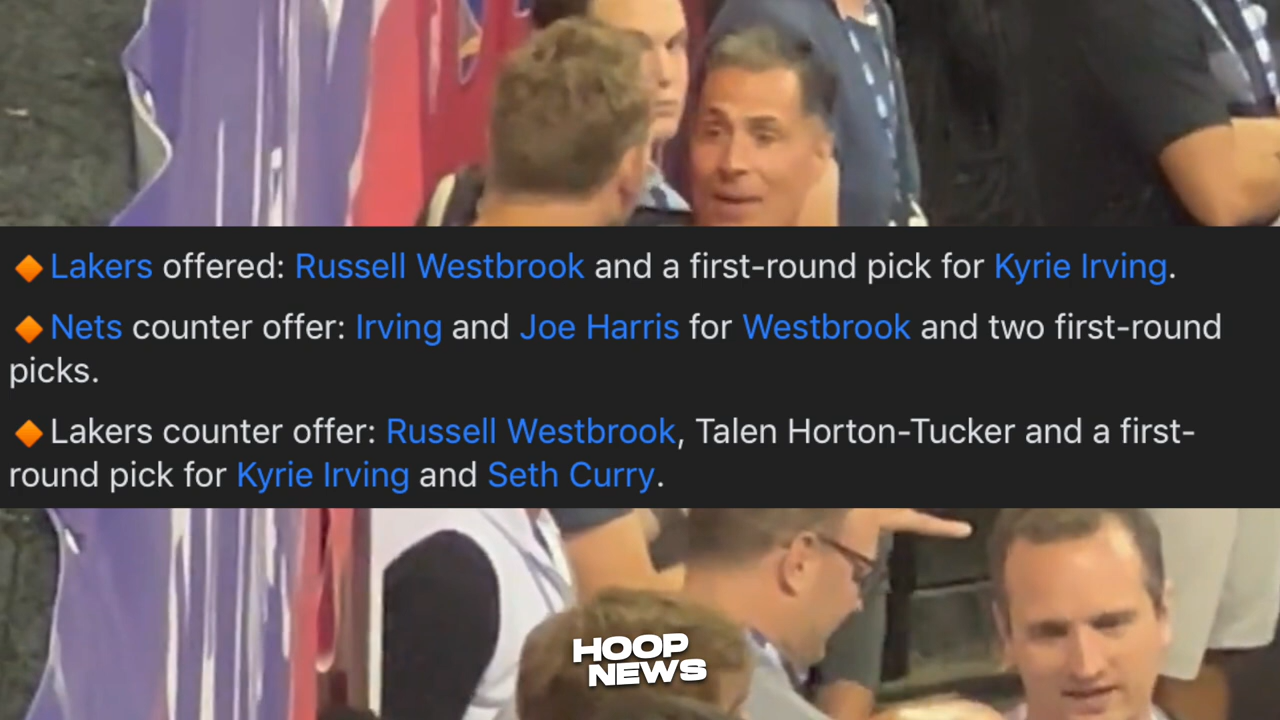 🔶Lakers offered: Russell Westbrook and a first-round pick for Kyrie Irving.
🔶Nets counter offer: Irving and Joe Harris for Westbrook and two first-round
picks.
🔶Lakers counter offer: Russell Westbrook, Talen Horton-Tucker and a first-
round pick for Kyrie Irving and Seth Curry.
HOOP
NEWS